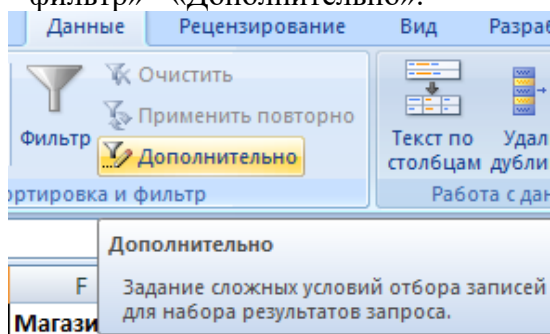 фильтр» «Дополнительно».
Данные Рецензирование Вид Разраб
Очистить
Применить повторно
Фильтр
Дополнительно
Текст по столбцам
Удал дубли
ортировка и фильтр Работа с дан
Дополнительно
F
Задание сложных условий отбора записей
для набора результатов запроса.
Магази